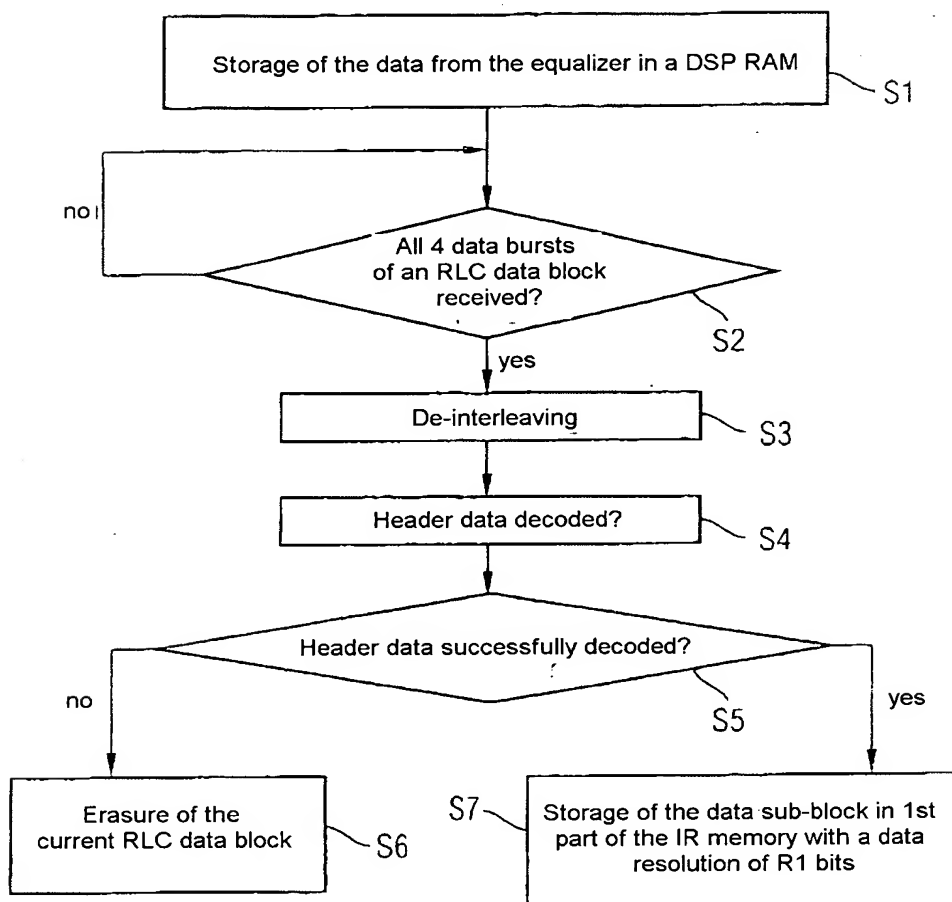 Storage of the data from the equalizer in a DSP RAM
S1
no
All 4 data bursts
of an RLC data block
received?
S2
yes
De-interleaving
S3
Header data decoded?
S4
Header data successfully decoded?
S5
no
yes
Erasure of the
current RLC data block
S6
S7
Storage of the data sub-block in 1st
part of the IR memory with a data
resolution of R1 bits